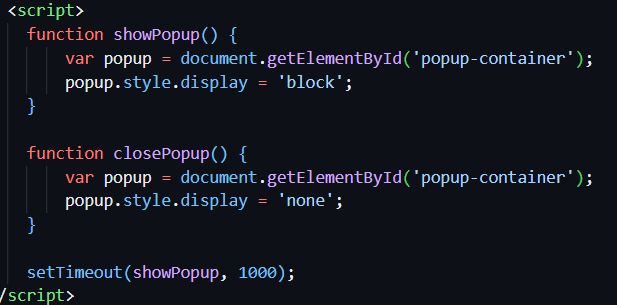 <script>
function showPopup() {
var popup = document.getElementById('popup-container');
popup.style.display = 'block';
}
function closePopup() {
var popup = document.getElementById('popup-container');
popup.style.display = 'none';
}
setTimeout(showPopup, 1000);
/script>